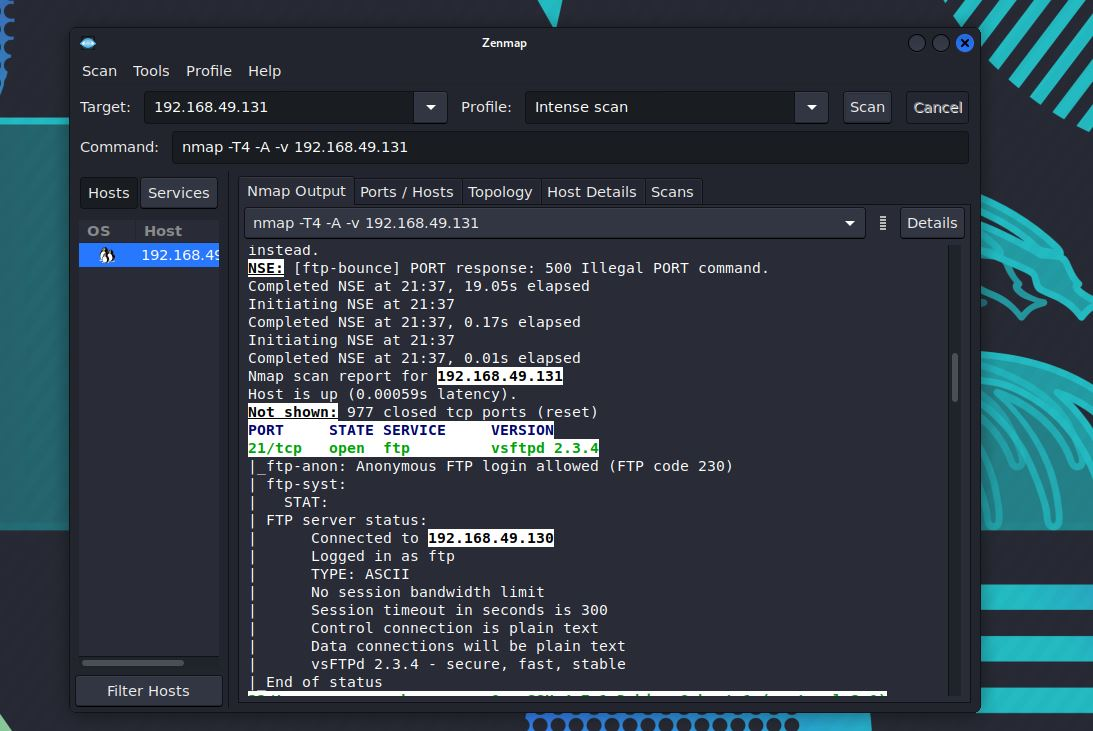 Zenmap
Scan Tools Profile Help
Target: 192.168.49.131 Profile: Intense scan Scan Cancel
Command: nmap -T4 -A -v 192.168.49.131
Hosts Services
Nmap Output Ports / Hosts Topology Host Details Scans
OS Host
192.168.49
nmap -T4 -A -v 192.168.49.131 Details
instead.
NSE: [ftp-bounce] PORT response: 500 Illegal PORT command.
Completed NSE at 21:37, 19.05s elapsed
Initiating NSE at 21:37
Completed NSE at 21:37, 0.17s elapsed
Initiating NSE at 21:37
Completed NSE at 21:37, 0.01s elapsed
Nmap scan report for 192.168.49.131
Host is up (0.00059s latency).
Not shown: 977 closed tcp ports (reset)
PORT STATE SERVICE VERSION
21/tcp open ftp vsftpd 2.3.4
|_ftp-anon: Anonymous FTP login allowed (FTP code 230)
| ftp-syst:
| STAT:
| FTP server status:
| Connected to 192.168.49.130
| Logged in as ftp
| TYPE: ASCII
| No session bandwidth limit
| Session timeout in seconds is 300
| Control connection is plain text
| Data connections will be plain text
| vsFTPd 2.3.4 - secure, fast, stable
|_End of status
Filter Hosts